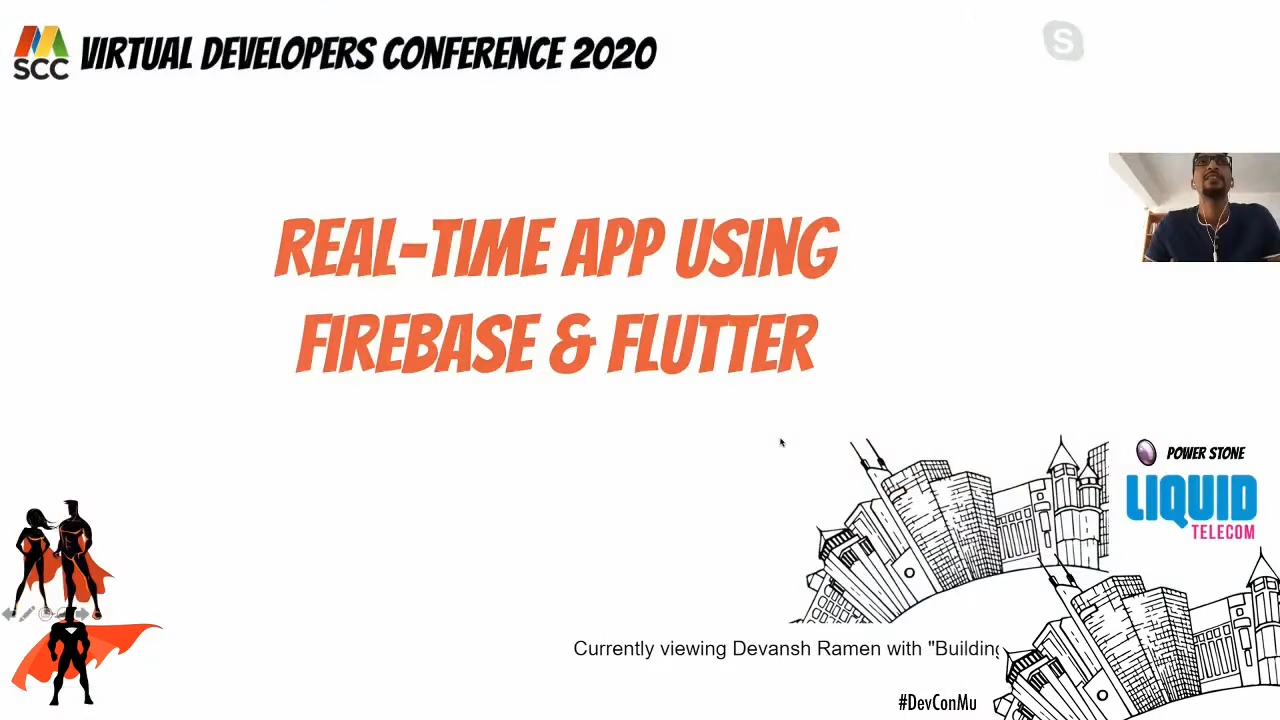 SCC
VIRTUAL DEVELOPERS CONFERENCE 2020
S
REAL-TIME APP USING
FIREBASE & FLUTTER
POWER STONE
LIQUID
TELECOM
Currently viewing Devansh Ramen with "Building
#DevConMu